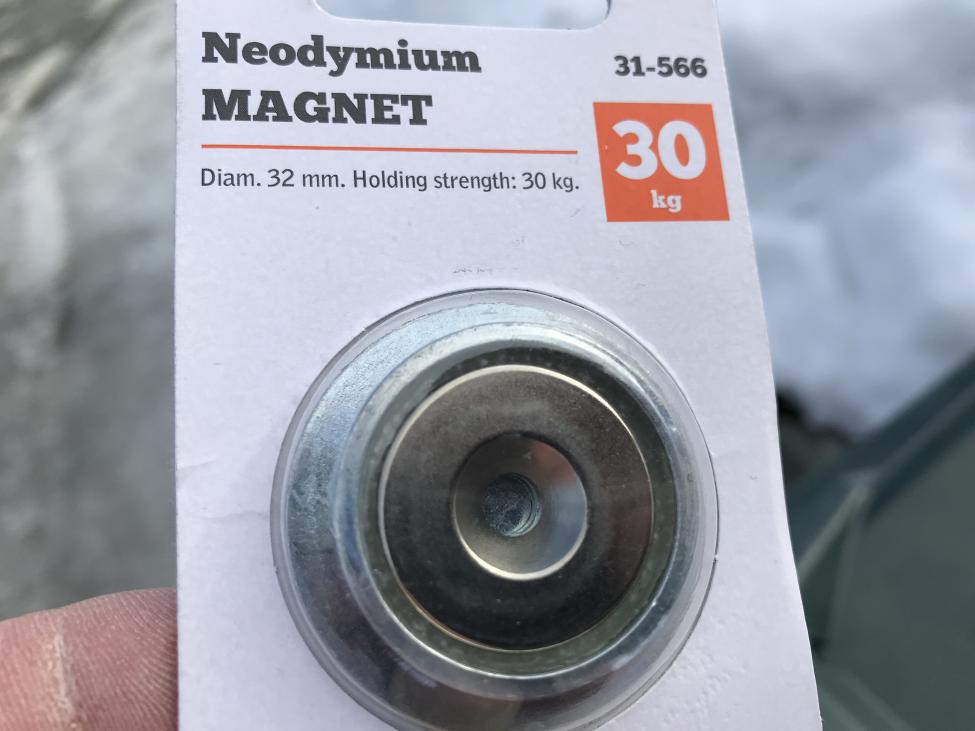 Neodymium
MAGNET
31-566
30
kg
Diam. 32 mm. Holding strength: 30 kg.